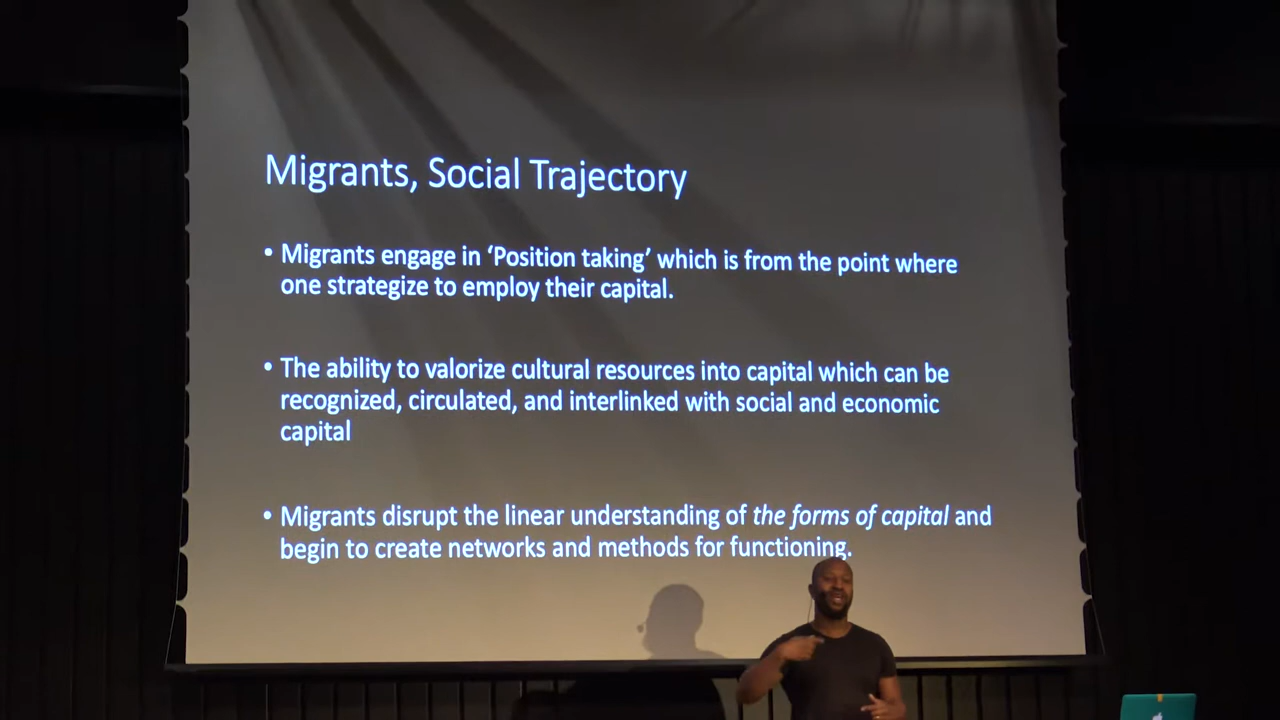 Migrants, Social Trajectory
• Migrants engage in ‘Position taking’ which is from the point where
one strategize to employ their capital.
• The ability to valorize cultural resources into capital which can be
recognized, circulated, and interlinked with social and economic
capital
• Migrants disrupt the linear understanding of the forms of capital and
begin to create networks and methods for functioning.